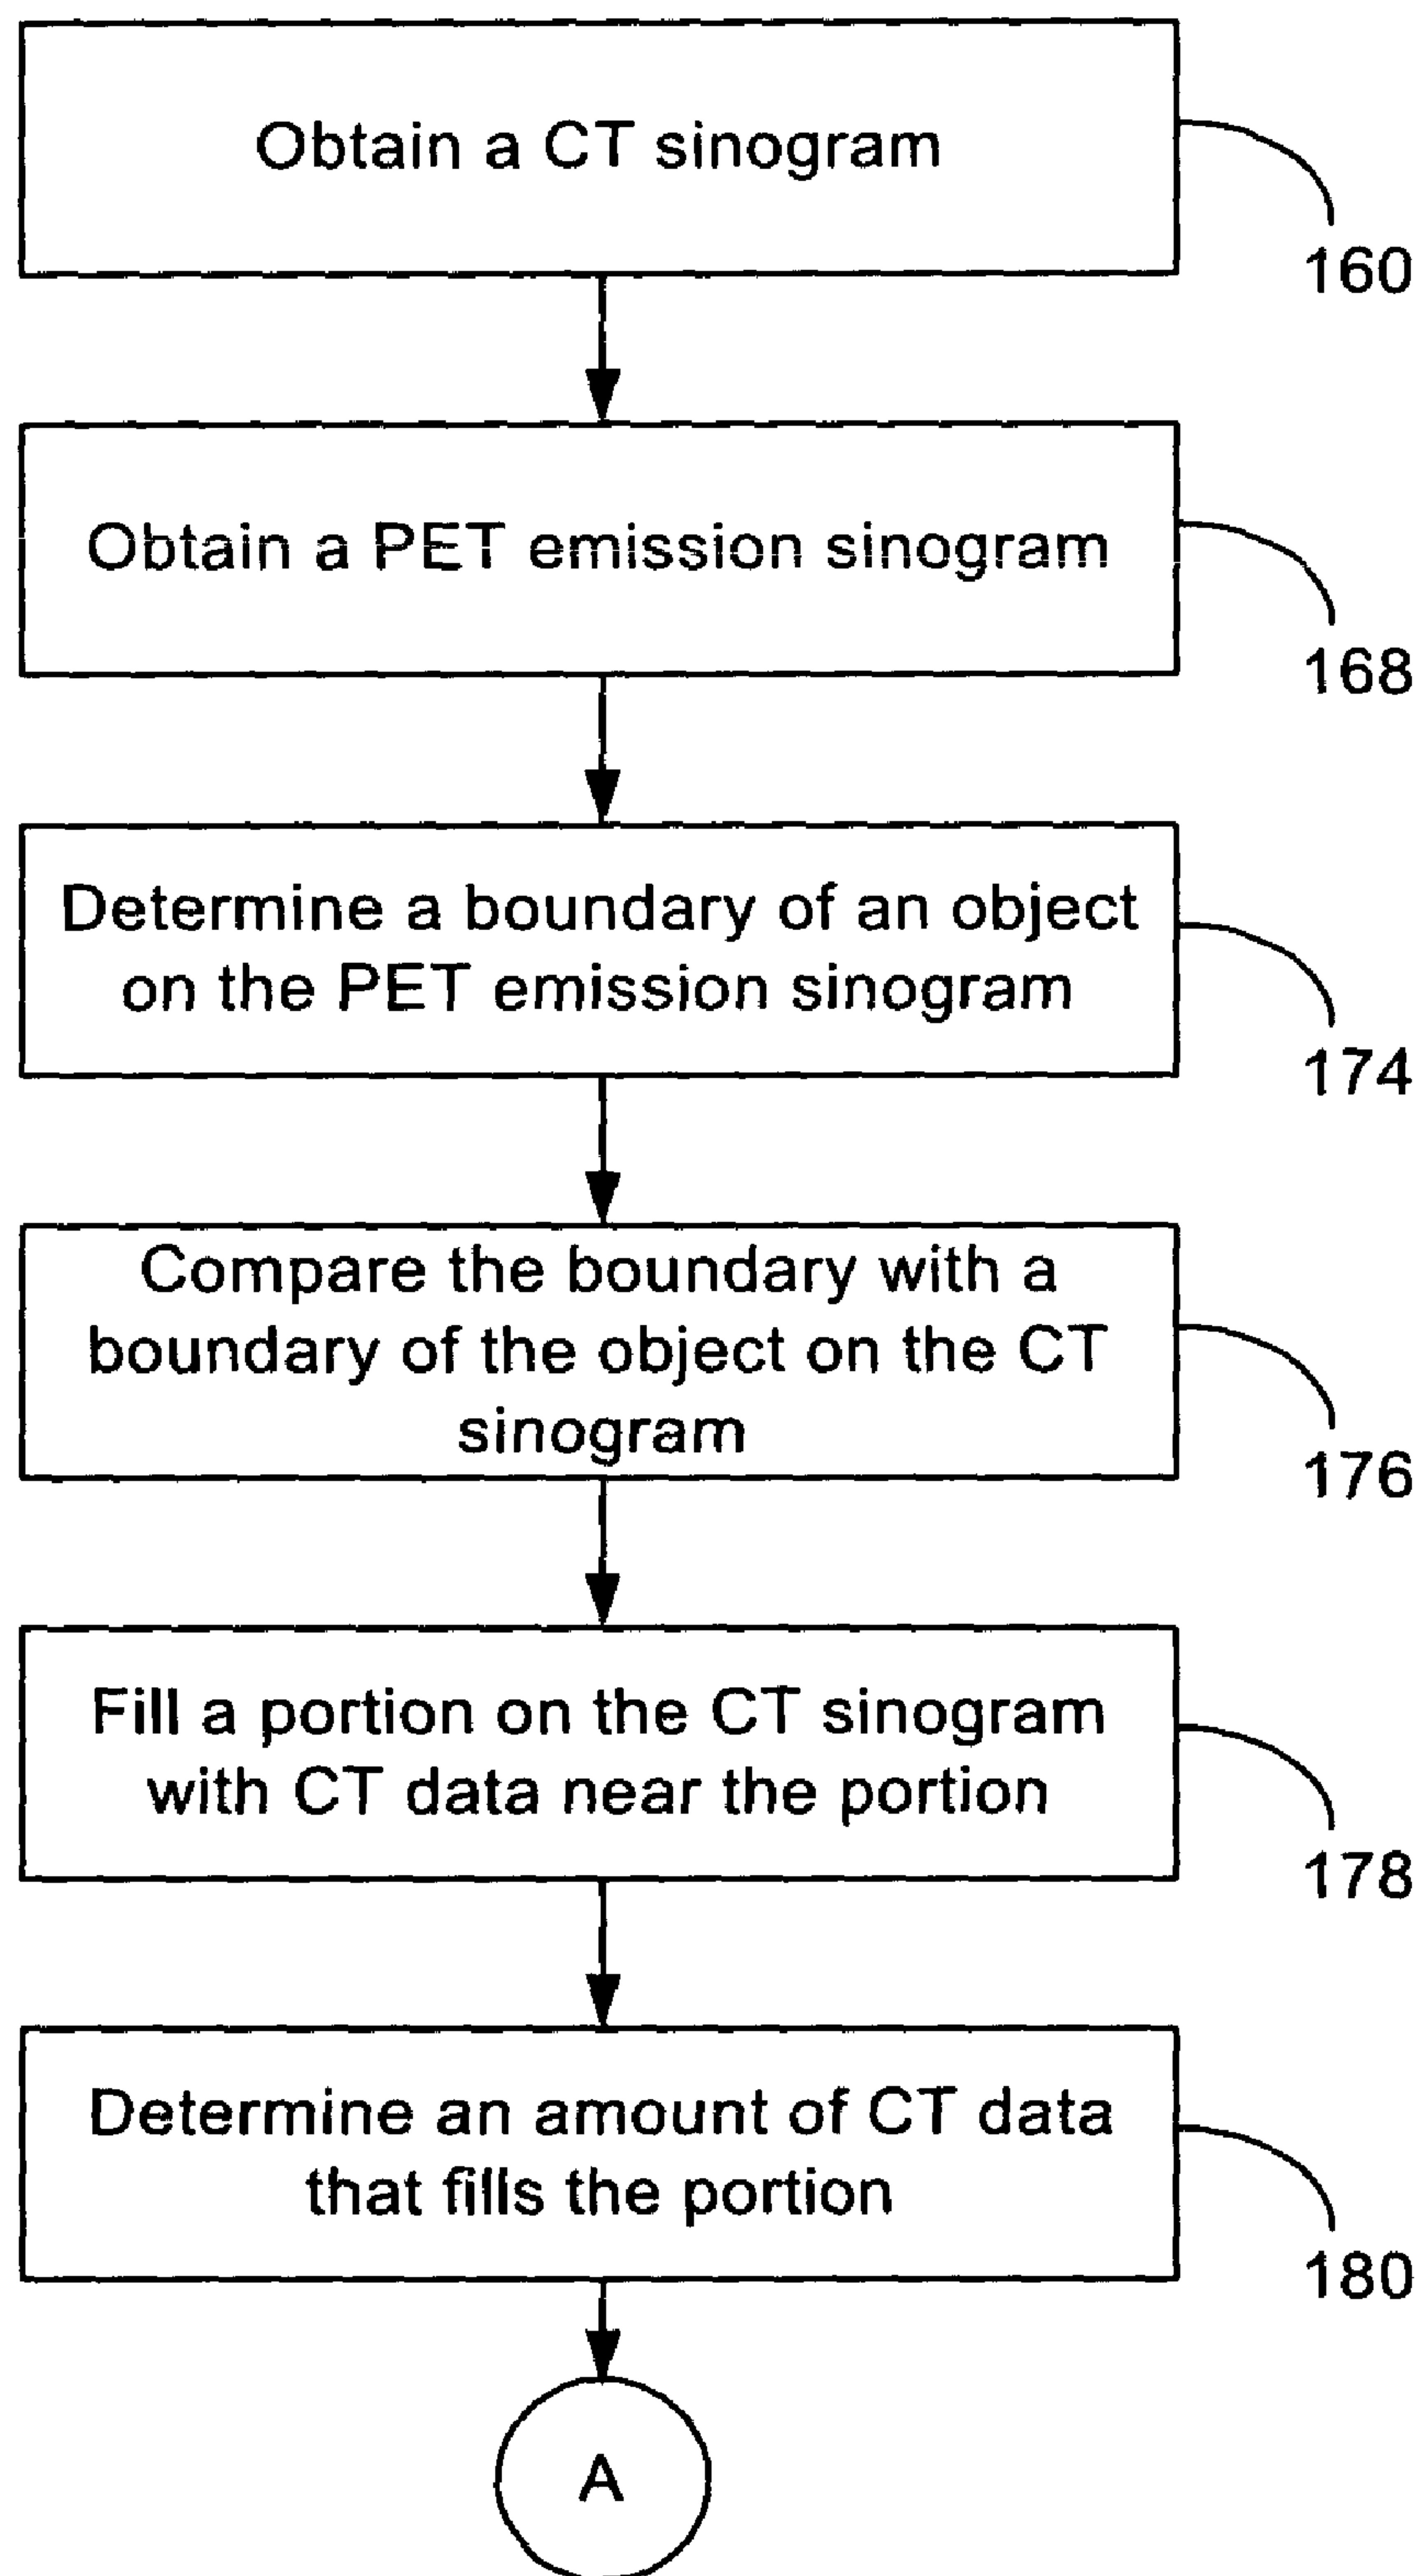 Obtain a CT sinogram
160
Obtain a PET emission sinogram
168
Determine a boundary of an object
on the PET emission sinogram
174
Compare the boundary with a
boundary of the object on the CT
sinogram
176
Fill a portion on the CT sinogram
with CT data near the portion
178
Determine an amount of CT data
that fills the portion
180
A